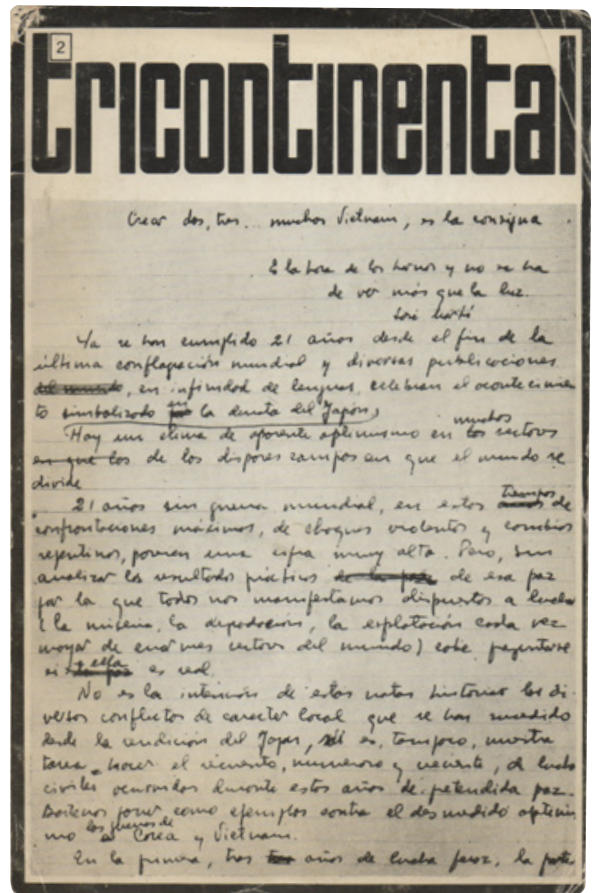 2
tricontinental
Crear dos, tres... muchos Vietnam, es la consigna
Es la hora de los hornos y no se ha
de ver más que la luz.
José Martí
Ya se han cumplido 21 años desde el fin de la
última conflagración mundial y diversas publicaciones
del mundo, en infinidad de lenguas, celebran el acontecimien
to simbolizado en la derrota del Japón,
Hay un clima de aparente optimismo en muchos
los sectores
en que los de los dispares campos en que el mundo se
divide
21 años sin guerra mundial, en estos tiempos de
confrontaciones máximas, de choques violentos y cambios
repentinos, parecen una cifra muy alta. Pero, sin
analizar los resultados prácticos de la paz de esa paz
por la que todos nos manifestamos dispuestos a luchar
(la miseria, la degradación, la explotación cada vez
mayor de enormes sectores del mundo) cabe preguntarse
si ella es real.
No es la intención de estas notas historiar los di-
versos conflictos de carácter local que se han sucedido
desde la rendición del Japón, es, tampoco, nuestra
tarea hacer el recuento, numeroso y creciente, de luchas
civiles ocurridas durante estos años de pretendida paz.
Bástenos poner como ejemplos contra el desmedido optimis
mo las guerras de Corea y Vietnam.
En la primera, tras años de lucha feroz, la parte